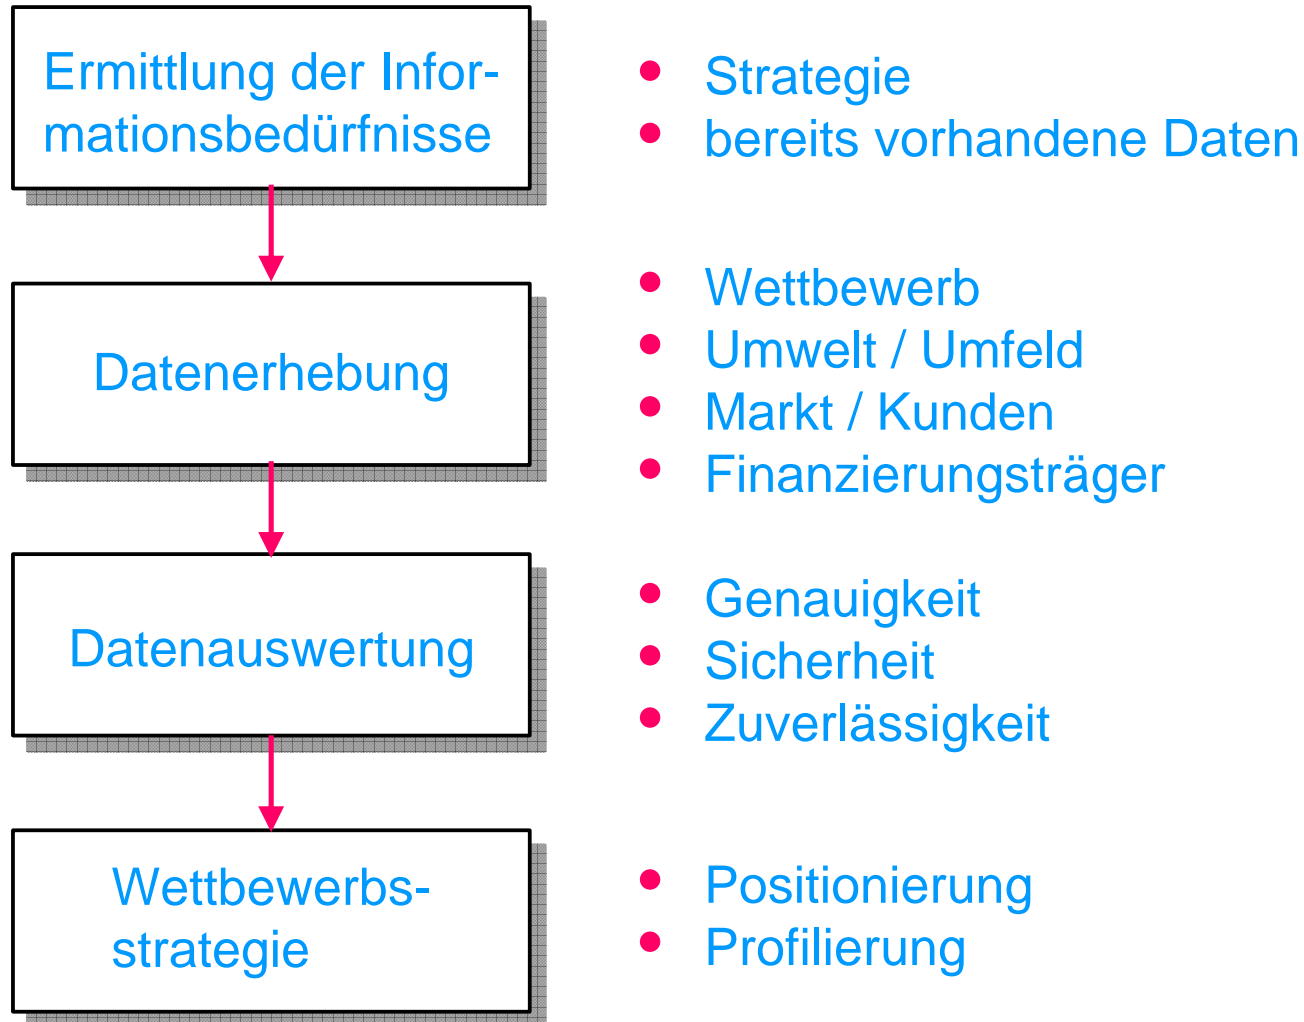 Ermittlung der Infor-
mationsbedürfnisse
• Strategie
• bereits vorhandene Daten
Datenerhebung
• Wettbewerb
• Umwelt / Umfeld
• Markt / Kunden
• Finanzierungsträger
Datenauswertung
• Genauigkeit
• Sicherheit
• Zuverlässigkeit
Wettbewerbs-
strategie
• Positionierung
• Profilierung